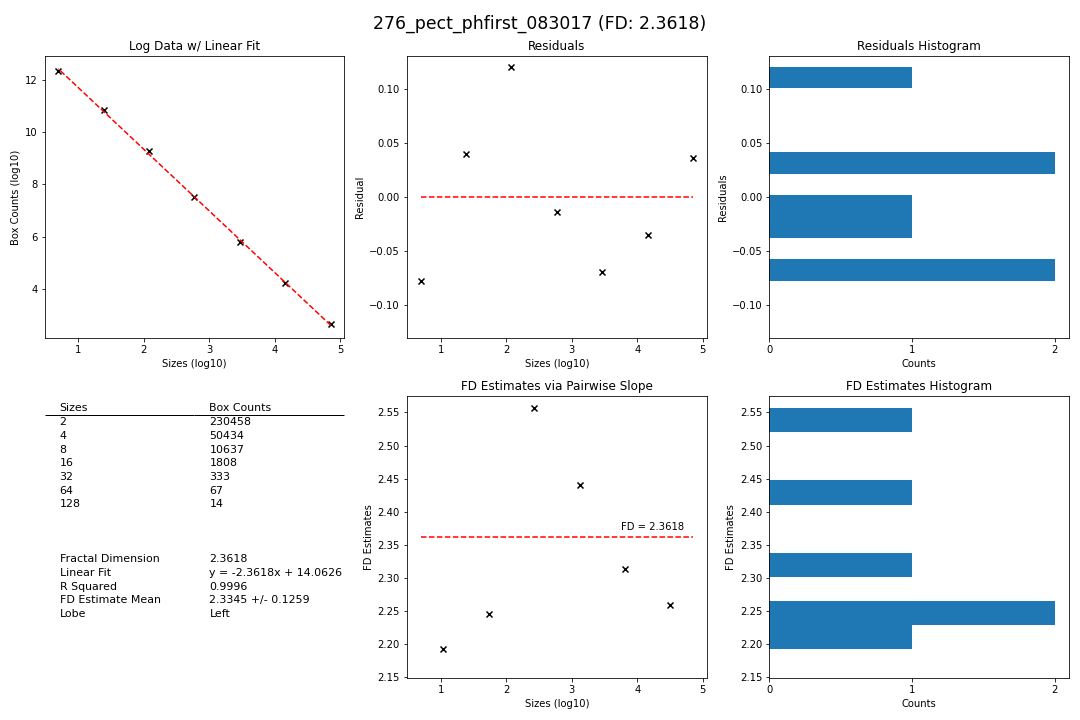 276_pect_phfirst_083017 (FD: 2.3618)
Log Data w/ Linear Fit
12
10
8
6
4
1 2 3 4 5
Box Counts (log10)
Sizes (log10)
Residuals
0.10
0.05
0.00
−0.05
−0.10
1 2 3 4 5
Residual
Sizes (log10)
Residuals Histogram
0.10
0.05
0.00
−0.05
−0.10
0 1 2
Residuals
Counts
Sizes Box Counts
2 230458
4 50434
8 10637
16 1808
32 333
64 67
128 14
Fractal Dimension 2.3618
Linear Fit y = -2.3618x + 14.0626
R Squared 0.9996
FD Estimate Mean 2.3345 +/- 0.1259
Lobe Left
FD Estimates via Pairwise Slope
2.55
2.50
2.45
2.40
2.35
2.30
2.25
2.20
2.15
FD = 2.3618
1 2 3 4 5
FD Estimates
Sizes (log10)
FD Estimates Histogram
2.55
2.50
2.45
2.40
2.35
2.30
2.25
2.20
2.15
0 1 2
FD Estimates
Counts